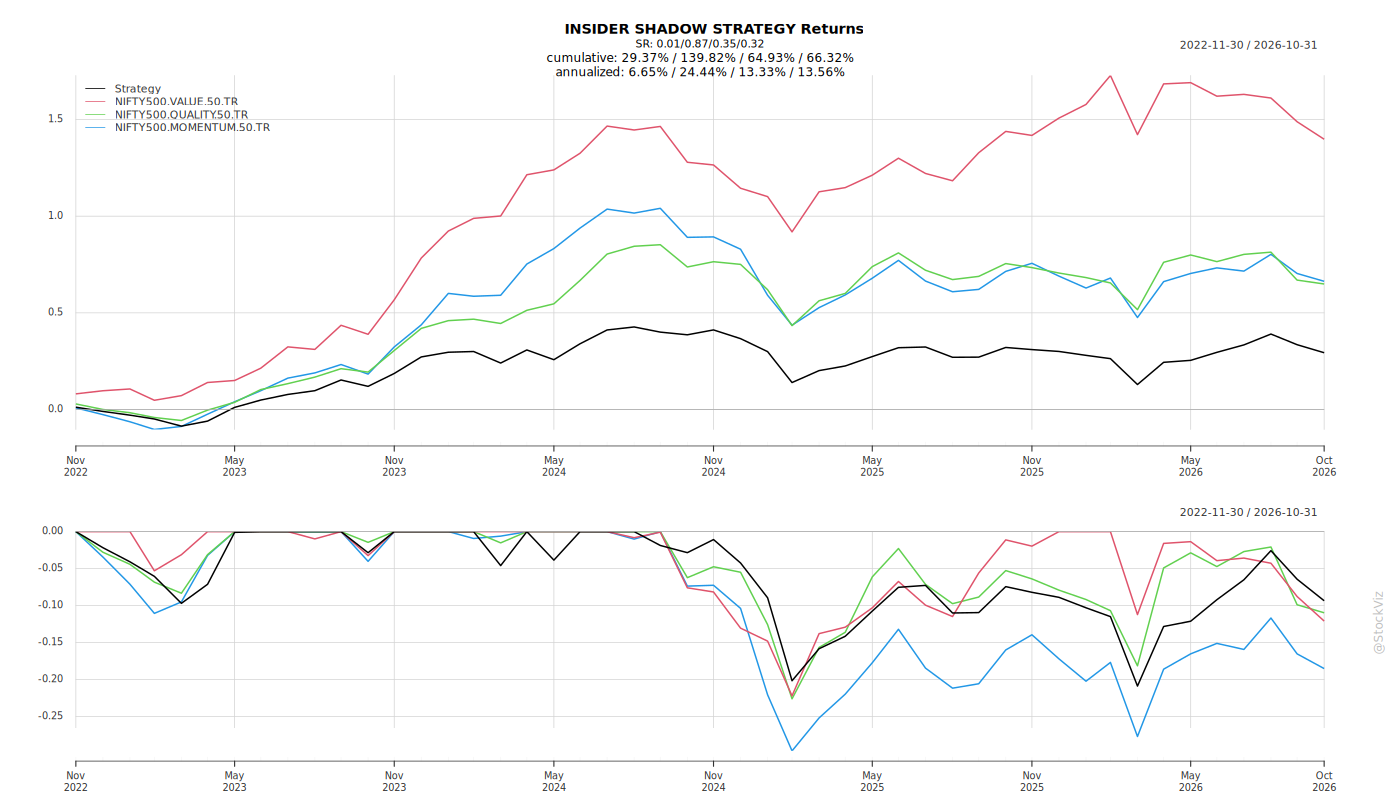 INSIDER SHADOW STRATEGY Returns
SR: 0.01/0.87/0.35/0.32
cumulative: 29.37% / 139.82% / 64.93% / 66.32%
annualized: 6.65% / 24.44% / 13.33% / 13.56%
2022-11-30 / 2026-10-31
Strategy
NIFTY500.VALUE.50.TR
NIFTY500.QUALITY50.TR
NIFTY500.MOMENTUM.50.TR
1.5
1.0
0.5
0.0
Nov May Nov May Nov May Nov May Oct
2022 2023 2023 2024 2024 2025 2025 2026 2026
2022-11-30 / 2026-10-31
0.00
-0.05
-0.10
-0.15
-0.20
-0.25
Nov May Nov May Nov May Nov May Oct
2022 2023 2023 2024 2024 2025 2025 2026 2026
@StockViz